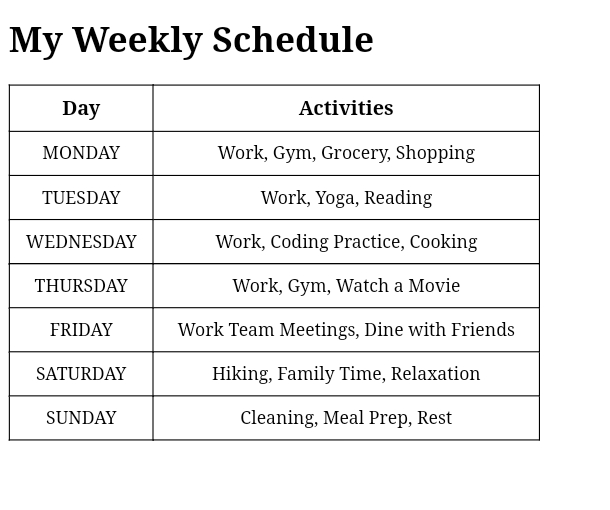 My Weekly Schedule
Day Activities
MONDAY Work, Gym, Grocery, Shopping
TUESDAY Work, Yoga, Reading
WEDNESDAY Work, Coding Practice, Cooking
THURSDAY Work, Gym, Watch a Movie
FRIDAY Work Team Meetings, Dine with Friends
SATURDAY Hiking, Family Time, Relaxation
SUNDAY Cleaning, Meal Prep, Rest